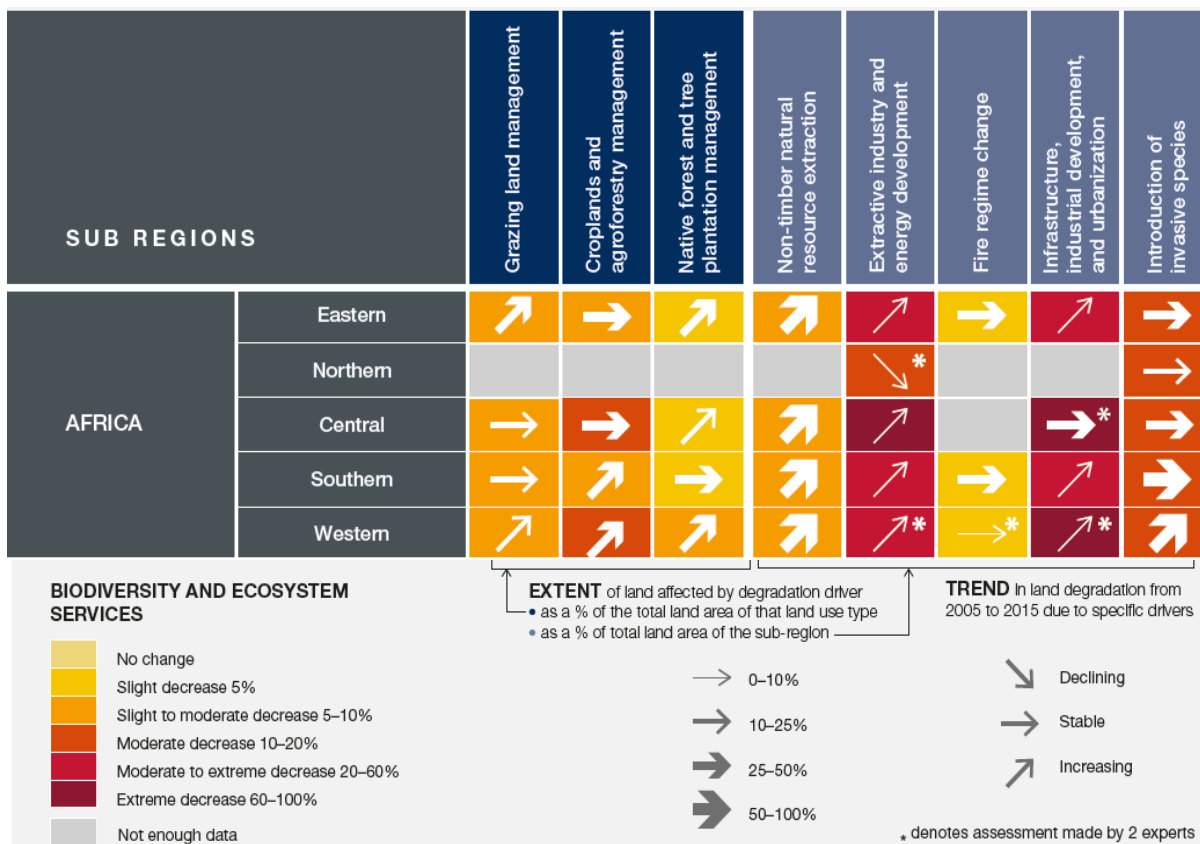 Grazing land management
Croplands and
agroforestry management
Native forest and tree
plantation management
Non-timber natural
resource extraction
Extractive industry and
energy development
Fire regime change
Infrastructure,
industrial development,
and urbanization
Introduction of
invasive species
SUB REGIONS
AFRICA
Eastern
Northern
*
Central
*
Southern
Western
* * *
BIODIVERSITY AND ECOSYSTEM
SERVICES
No change
Slight decrease 5%
Slight to moderate decrease 5–10%
Moderate decrease 10–20%
Moderate to extreme decrease 20–60%
Extreme decrease 60–100%
Not enough data
EXTENT of land affected by degradation driver
• as a % of the total land area of that land use type
• as a % of total land area of the sub-region
0–10%
10–25%
25–50%
50–100%
TREND In land degradation from
2005 to 2015 due to specific drivers
Declining
Stable
Increasing
* denotes assessment made by 2 experts